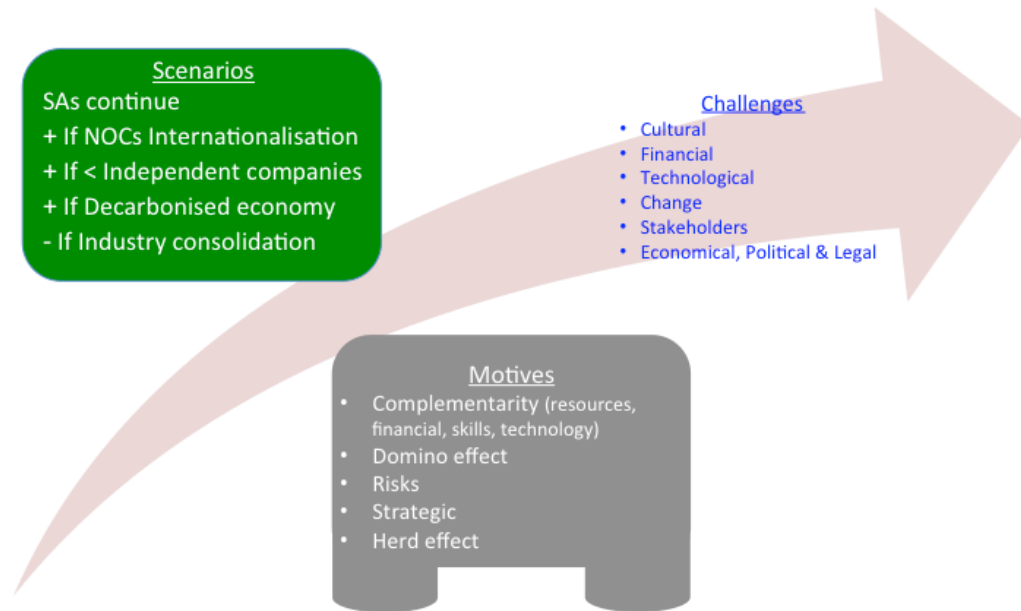 Scenarios
SAs continue
+ If NOCs Internationalisation
+ If < Independent companies
+ If Decarbonised economy
- If Industry consolidation
Challenges
• Cultural
• Financial
• Technological
• Change
• Stakeholders
• Economical, Political & Legal
Motives
• Complementarity (resources,
financial, skills, technology)
• Domino effect
• Risks
• Strategic
• Herd effect